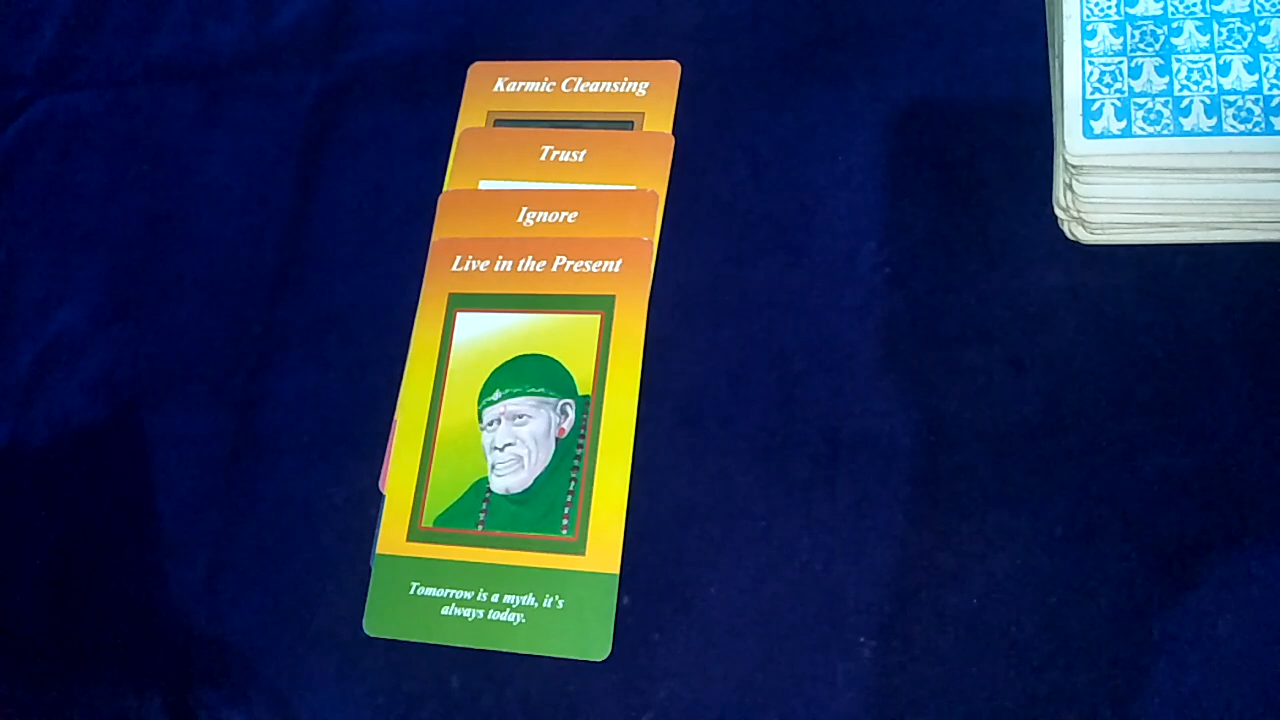 Karmic Cleansing
Trust
Ignore
Live in the Present
Tomorrow is a myth, it's
always today.